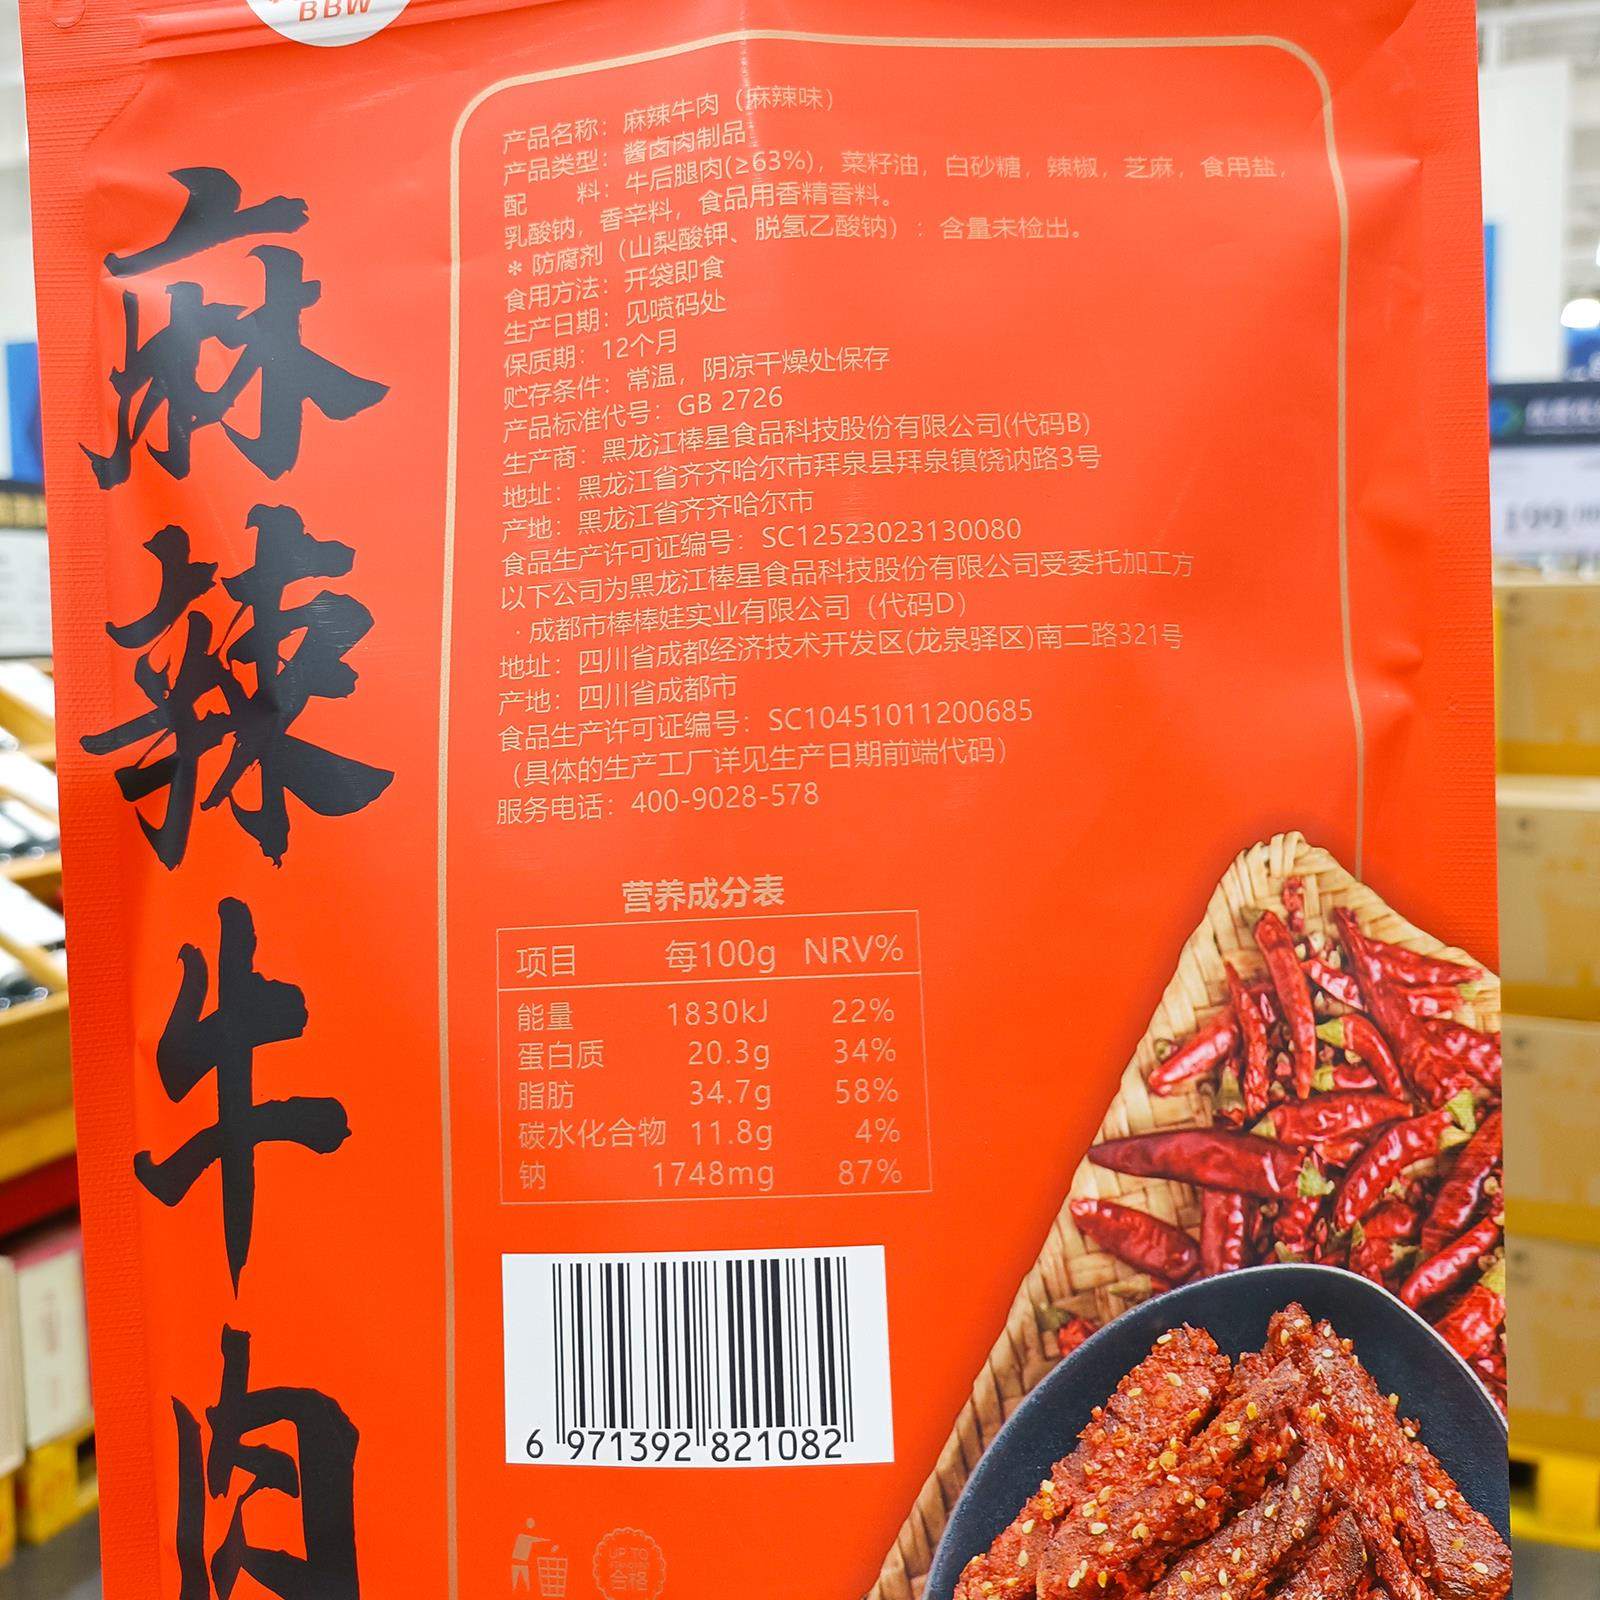 BBW
麻辣牛肉
产品名称：麻辣牛肉（麻辣味）
产品类型：酱卤肉制品
配 料：牛后腿肉(≥63%)，菜籽油，白砂糖，辣椒，芝麻，食用盐，
乳酸钠，香辛料，食品用香精香料。
＊防腐剂（山梨酸钾、脱氢乙酸钠）：含量未检出。
食用方法：开袋即食
生产日期：见喷码处
保质期：12个月
贮存条件：常温，阴凉干燥处保存
产品标准代号：GB 2726
生产商：黑龙江棒星食品科技股份有限公司(代码B)
地址：黑龙江省齐齐哈尔市拜泉县拜泉镇饶讷路3号
产地：黑龙江省齐齐哈尔市
食品生产许可证编号：SC12523023130080
以下公司为黑龙江棒星食品科技股份有限公司受委托加工方
·成都市棒棒娃实业有限公司（代码D）
地址：四川省成都经济技术开发区(龙泉驿区)南二路321号
产地：四川省成都市
食品生产许可证编号：SC10451011200685
（具体的生产工厂详见生产日期前端代码）
服务电话：400-9028-578
营养成分表
项目 每100g NRV%
能量 1830kJ 22%
蛋白质 20.3g 34%
脂肪 34.7g 58%
碳水化合物 11.8g 4%
钠 1748mg 87%
6 971392 821082
UP TO
合格